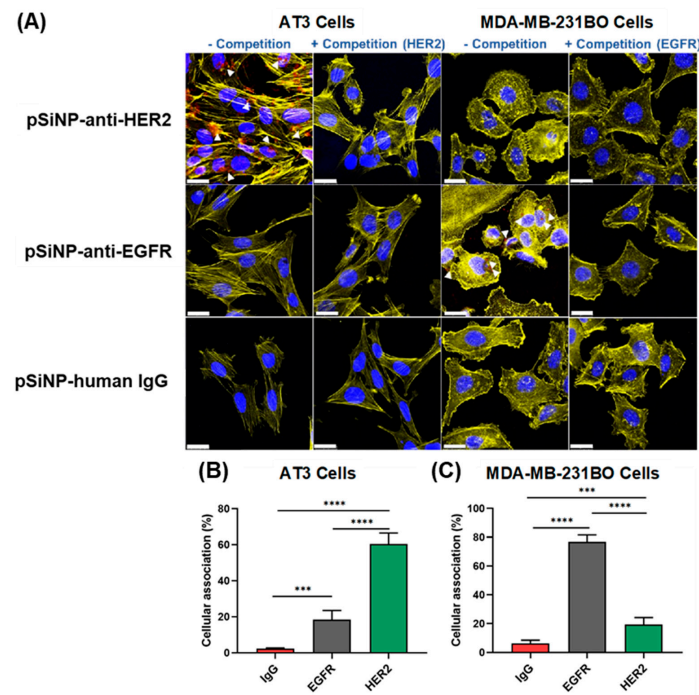 (A)
AT3 Cells MDA-MB-231BO Cells
- Competition + Competition (HER2) - Competition + Competition (EGFR)
pSiNP-anti-HER2
pSiNP-anti-EGFR
pSiNP-human IgG
(B) AT3 Cells
Cellular association (%)
80
60
40
20
0
****
****
***
IgG EGFR HER2
(C) MDA-MB-231BO Cells
Cellular association (%)
100
80
60
40
20
0
***
**** ****
IgG EGFR HER2